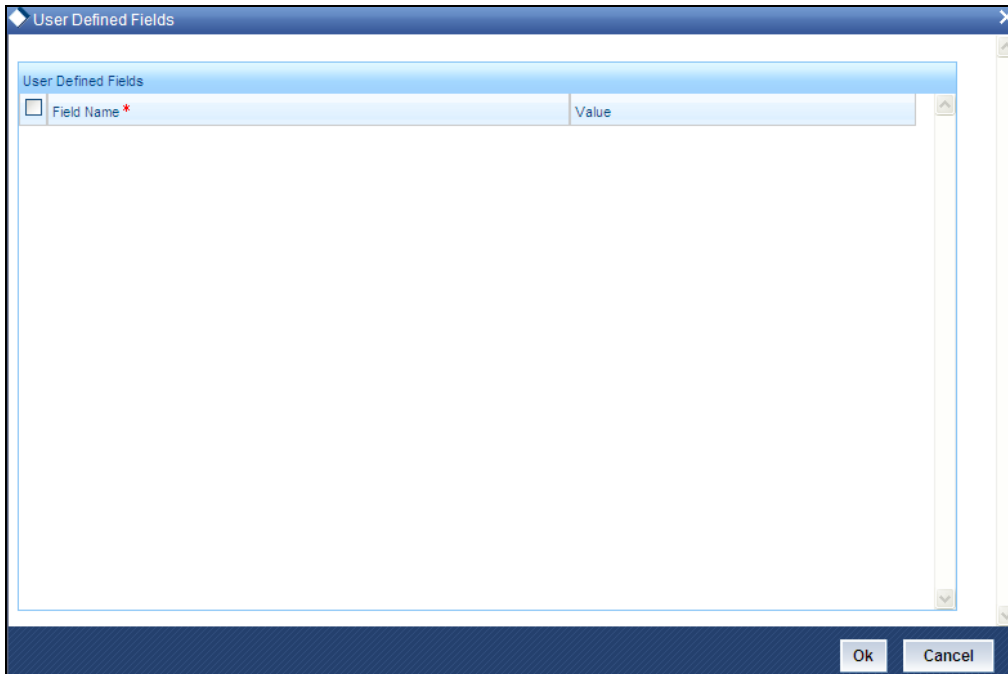 User Defined Fields
User Defined Fields
Field Name * Value
Ok Cancel